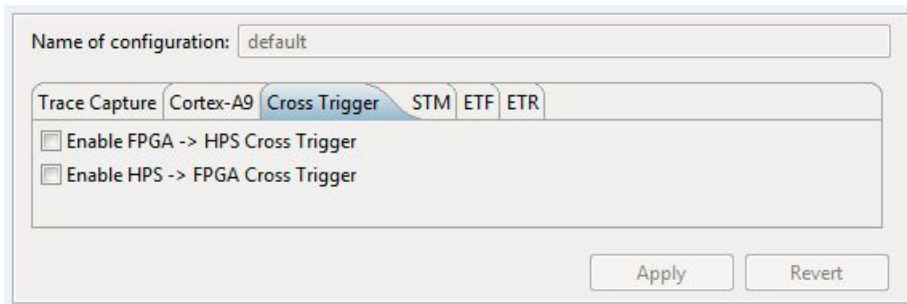 Name of configuration: default
Trace Capture Cortex-A9 Cross Trigger STM ETF ETR
Enable FPGA -> HPS Cross Trigger
Enable HPS -> FPGA Cross Trigger
Apply Revert